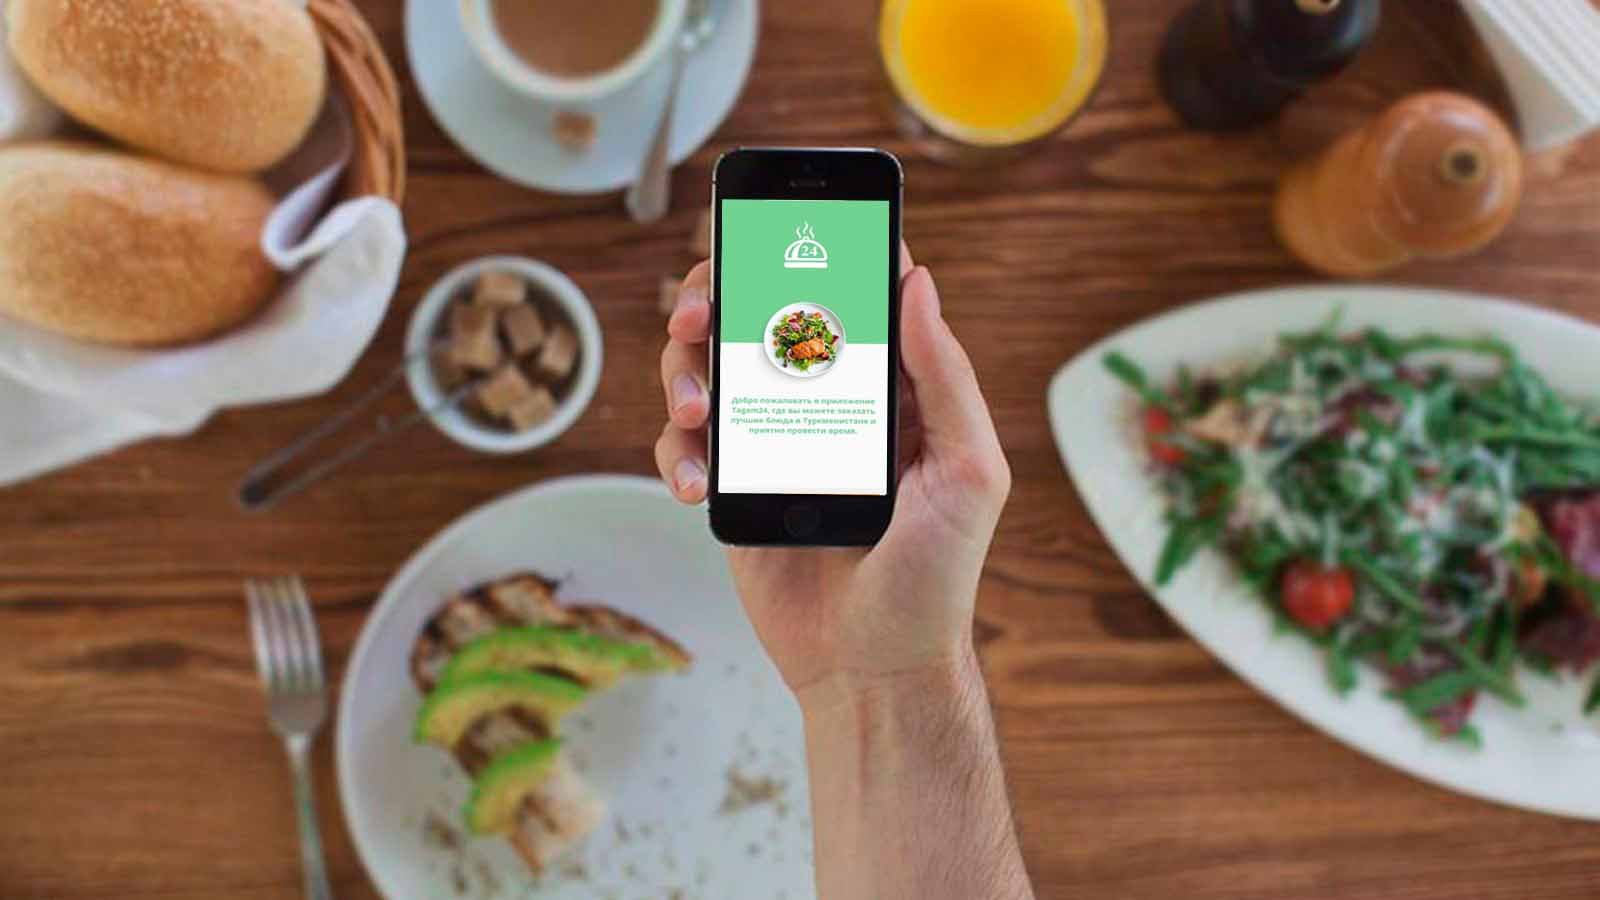 24
Добро пожаловать в приложение
Tagam24, где вы можете заказать
лучшие блюда в Туркменистане и
приятно провести время.